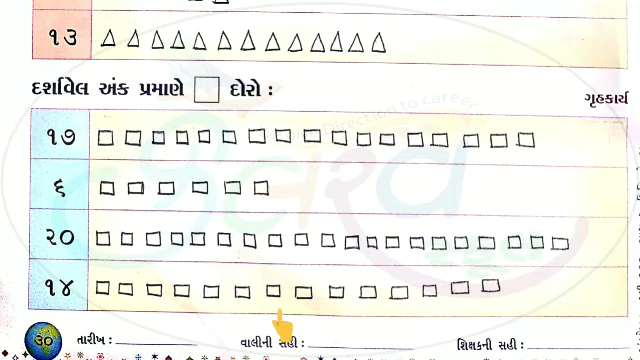 ૧૩
દર્શાવેલ અંક પ્રમાણે □ દોરો :
ગૃહકાર્ય
૧૭
૬
૨૦
૧૪
૩૦ તારીખ : વાલીની સહી : શિક્ષકની સહી :